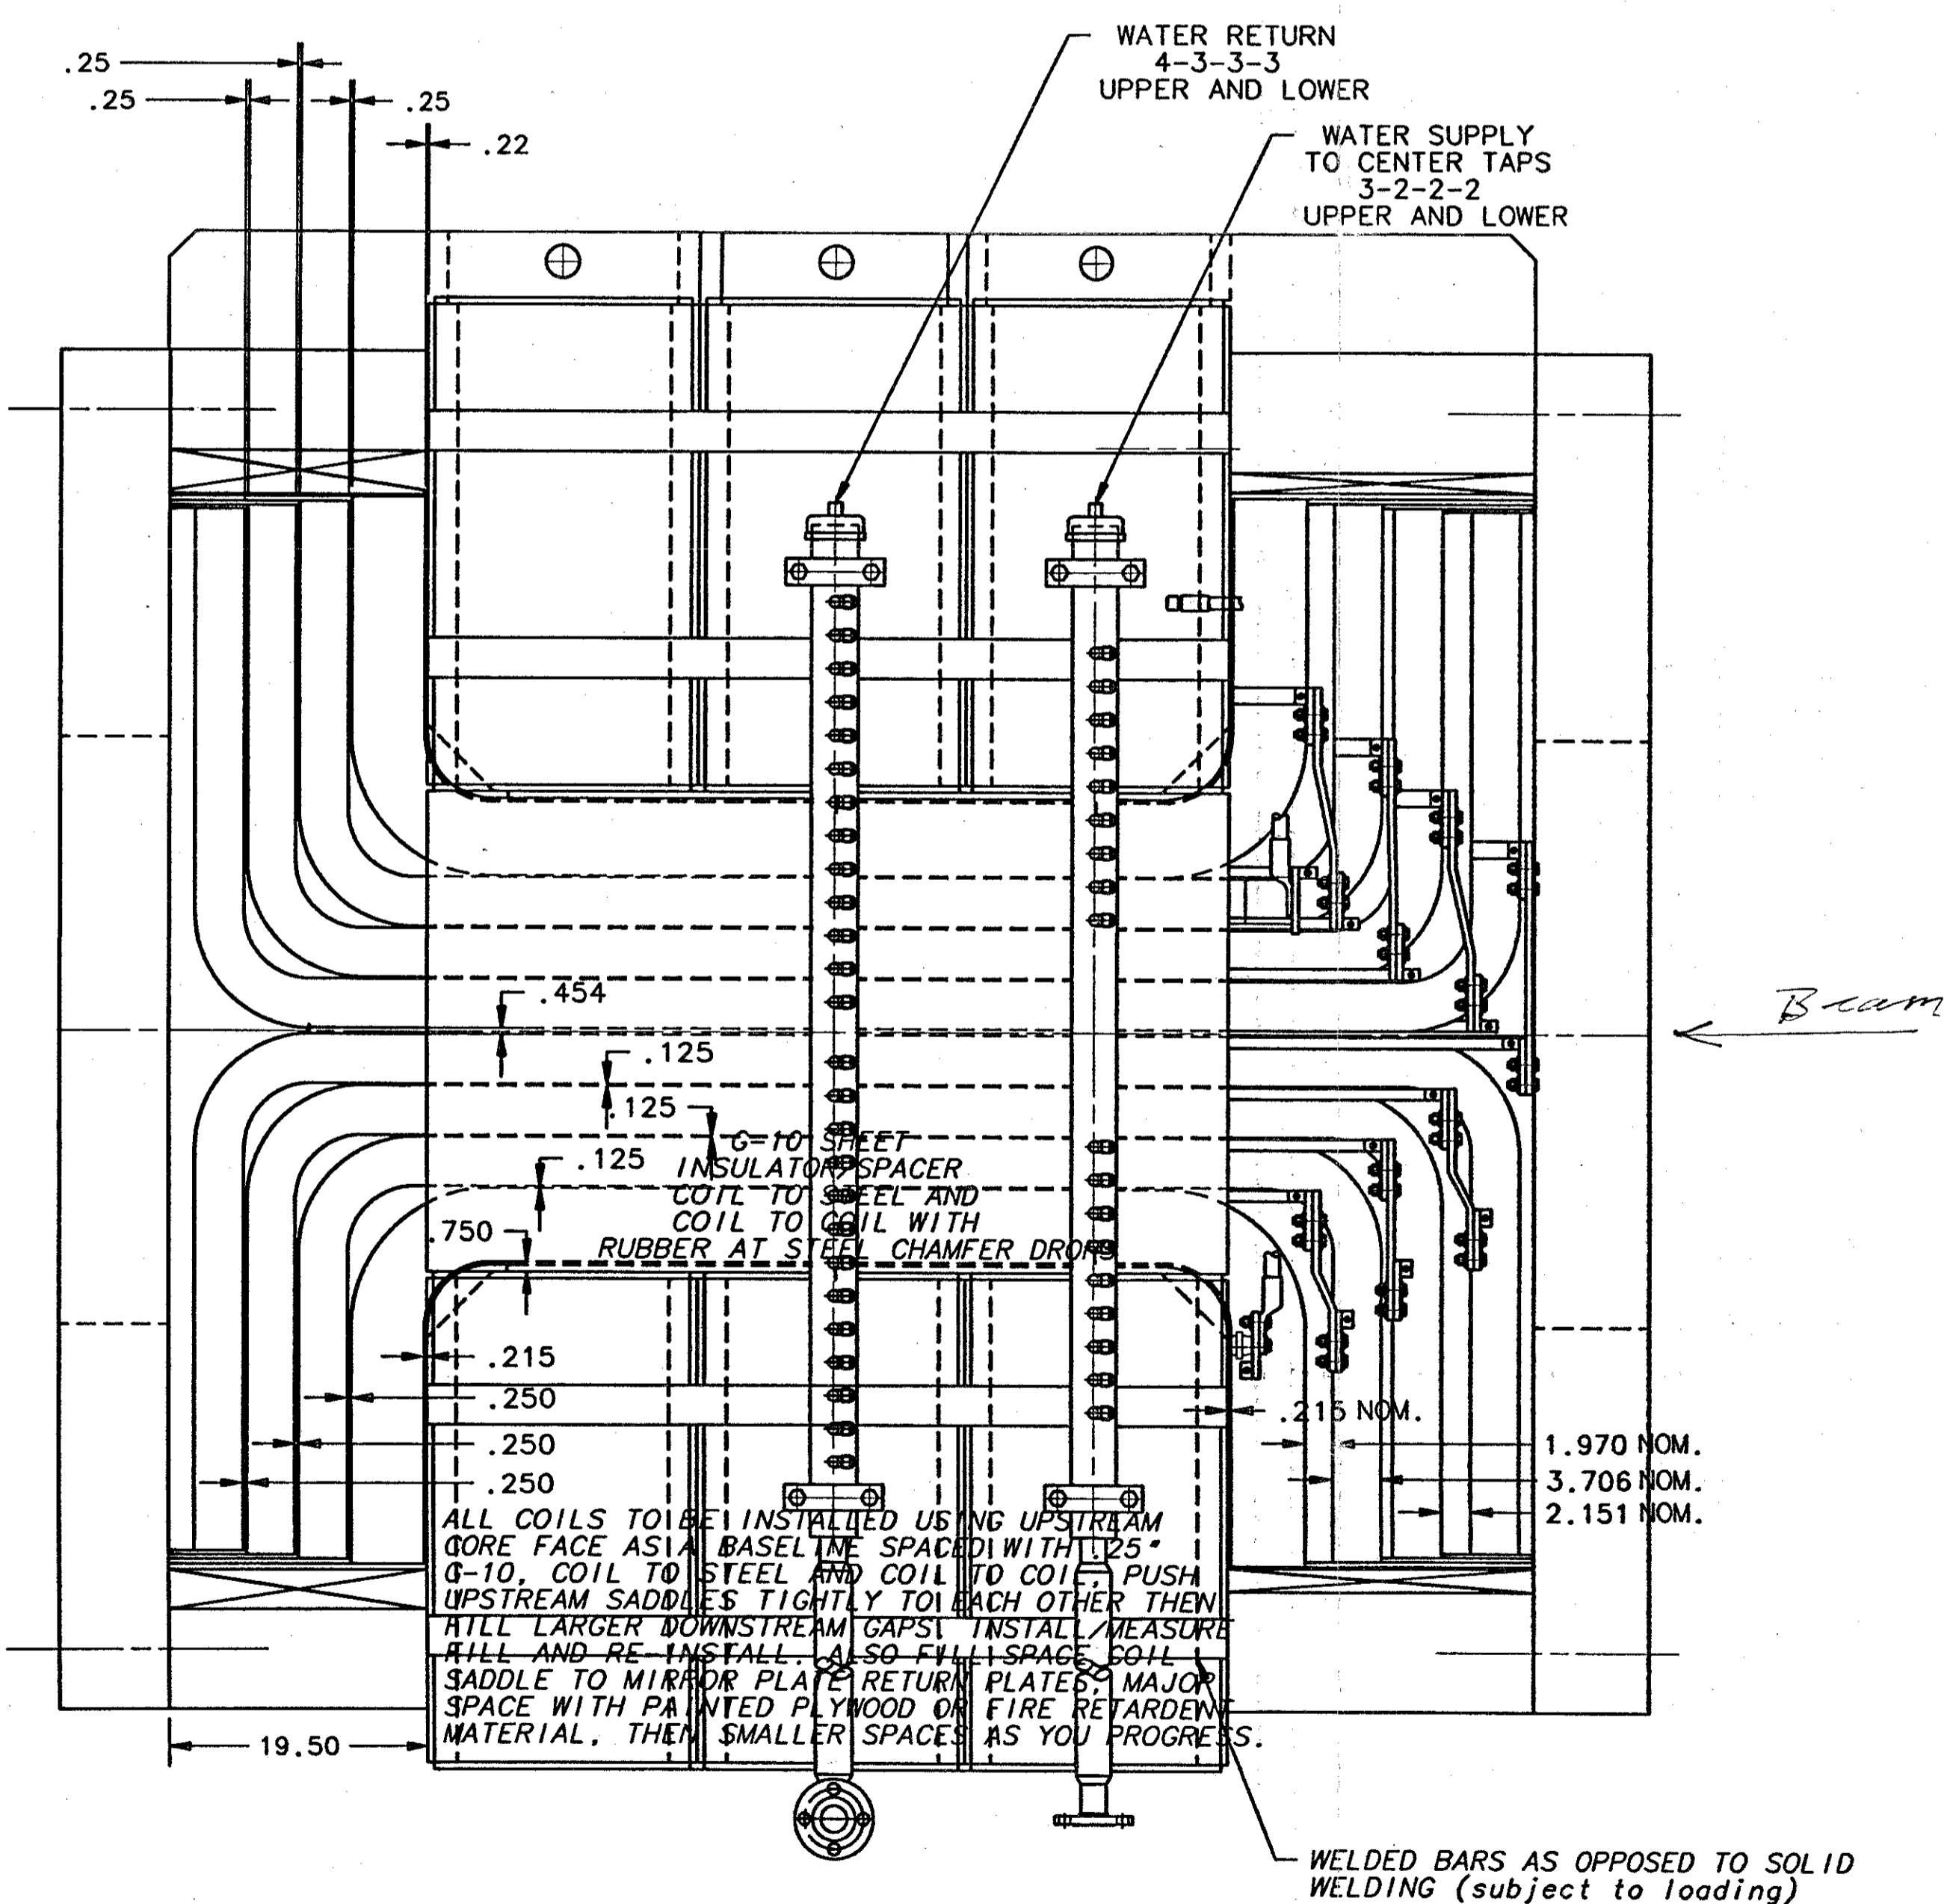 WATER RETURN
4-3-3-3
UPPER AND LOWER
WATER SUPPLY
TO CENTER TAPS
3-2-2-2
UPPER AND LOWER
.25
.25
.25
.22
.454
.125
.125
.125
.750
G-10 SHEET
INSULATOR/SPACER
COIL TO STEEL AND
COIL TO COIL WITH
RUBBER AT STEEL CHAMFER DROPS
Beam
.215
.250
.250
.250
.215 NOM.
1.970 NOM.
3.706 NOM.
2.151 NOM.
ALL COILS TO BE INSTALLED USING UPSTREAM
CORE FACE AS A BASELINE SPACED WITH .25"
G-10, COIL TO STEEL AND COIL TO COIL, PUSH
UPSTREAM SADDLES TIGHTLY TO EACH OTHER THEN
FILL LARGER DOWNSTREAM GAPS. INSTALL/MEASURE
FILL AND RE-INSTALL. ALSO FILL SPACE COIL
SADDLE TO MIRROR PLATE RETURN PLATES, MAJOR
SPACE WITH PAINTED PLYWOOD OR FIRE RETARDENT
MATERIAL, THEN SMALLER SPACES AS YOU PROGRESS.
19.50
WELDED BARS AS OPPOSED TO SOLID
WELDING (subject to loading)